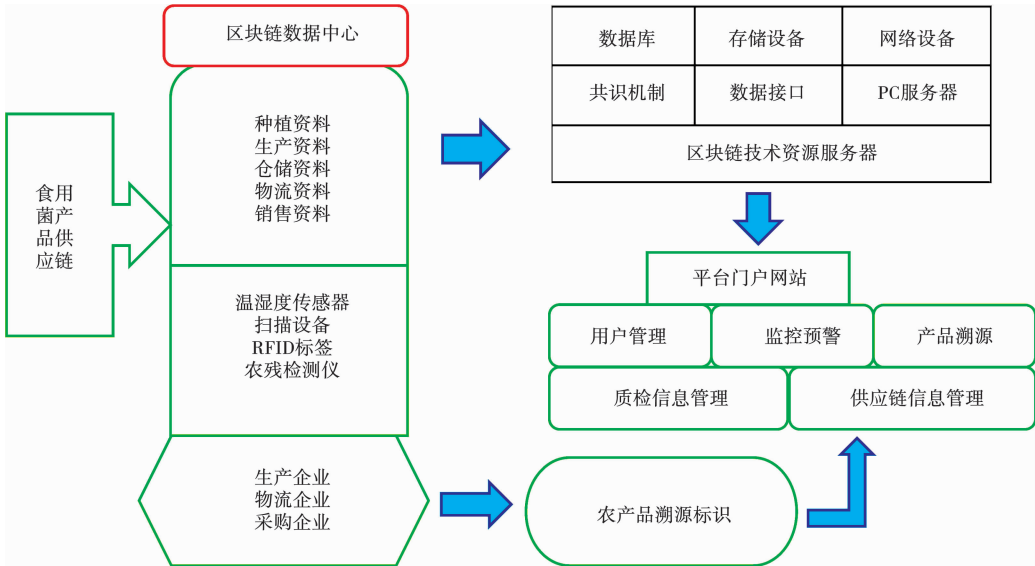 区块链数据中心
食用
菌产
品供
应链
种植资料
生产资料
仓储资料
物流资料
销售资料
温湿度传感器
扫描设备
RFID标签
农残检测仪
生产企业
物流企业
采购企业
数据库
存储设备
网络设备
共识机制
数据接口
PC服务器
区块链技术资源服务器
平台门户网站
用户管理
监控预警
产品溯源
质检信息管理
供应链信息管理
农产品溯源标识